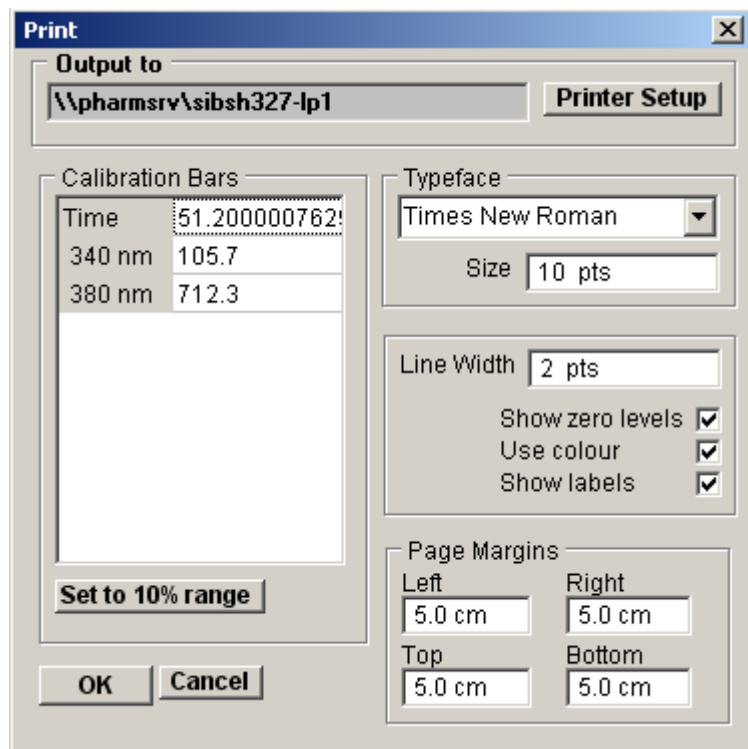 Print
Output to
\\pharmsrv\sibsh327-lp1
Printer Setup
Calibration Bars
Time 51.2000007629
340 nm 105.7
380 nm 712.3
Set to 10% range
OK
Cancel
Typeface
Times New Roman
Size 10 pts
Line Width 2 pts
Show zero levels
Use colour
Show labels
Page Margins
Left Right
5.0 cm 5.0 cm
Top Bottom
5.0 cm 5.0 cm